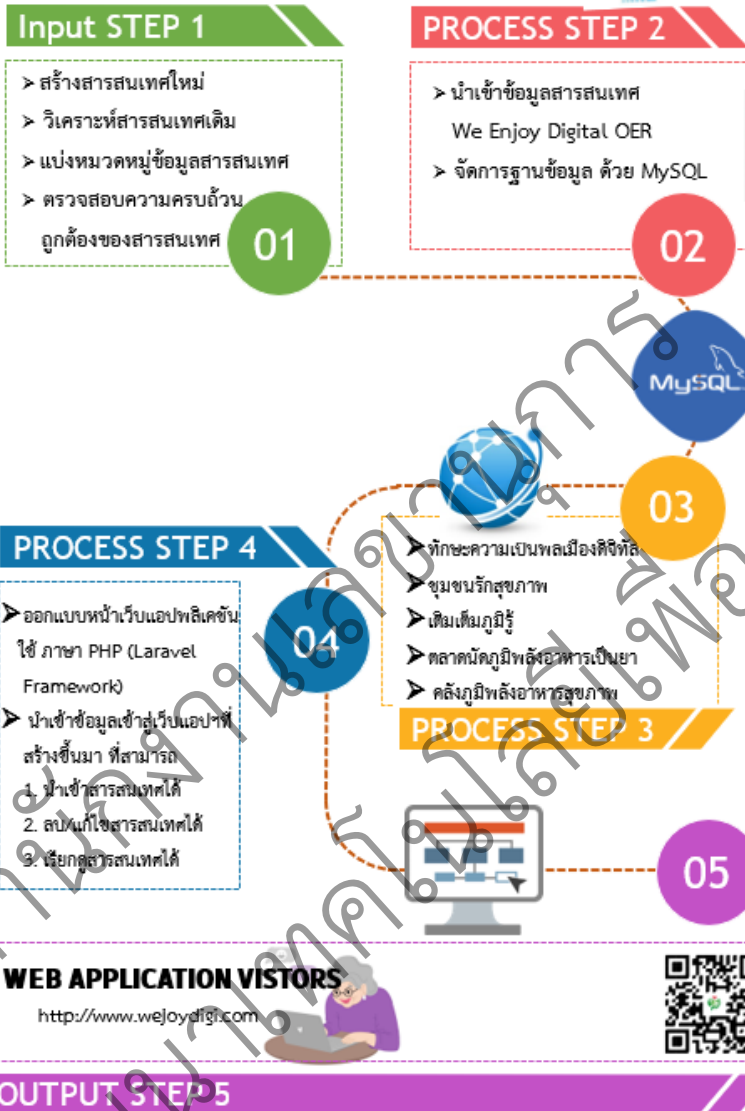 Input STEP 1
➢ สร้างสารสนเทศใหม่
➢ วิเคราะห์สารสนเทศเดิม
➢ แบ่งหมวดหมู่ข้อมูลสารสนเทศ
➢ ตรวจสอบความครบถ้วน
ถูกต้องของสารสนเทศ
01
PROCESS STEP 2
➢ นำเข้าข้อมูลสารสนเทศ
We Enjoy Digital OER
➢ จัดการฐานข้อมูล ด้วย MySQL
02
MySQL
03
➢ ทักษะความเป็นพลเมืองดิจิทัล
➢ ชุมชนรักสุขภาพ
➢ เติมเต็มภูมิรู้
➢ ตลาดนัดภูมิพลังอาหารเป็นยา
➢ คลังภูมิพลังอาหารสุขภาพ
PROCESS STEP 3
PROCESS STEP 4
➢ ออกแบบหน้าเว็บแอปพลิเคชัน
ใช้ ภาษา PHP (Laravel
Framework)
➢ นำเข้าข้อมูลเข้าสู่เว็บแอปฯที่
สร้างขึ้นมา ที่สามารถ
1. นำเข้าสารสนเทศได้
2. ลบ/แก้ไขสารสนเทศได้
3. เรียกดูสารสนเทศได้
04
05
WEB APPLICATION VISTORS
http://www.wejoydigi.com
OUTPUT STEP 5